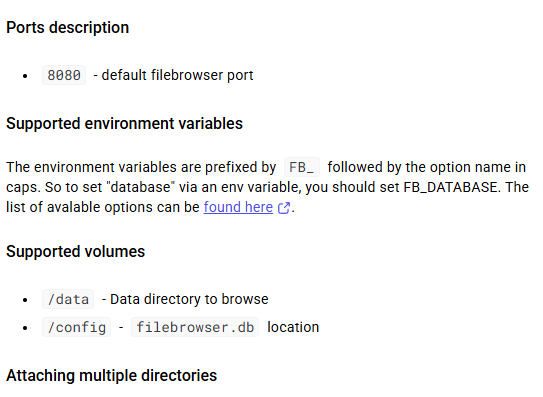 Ports description
8080 - default filebrowser port
Supported environment variables
The environment variables are prefixed by FB_ followed by the option name in
caps. So to set "database" via an env variable, you should set FB_DATABASE. The
list of avalable options can be found here.
Supported volumes
/data - Data directory to browse
/config - filebrowser.db location
Attaching multiple directories